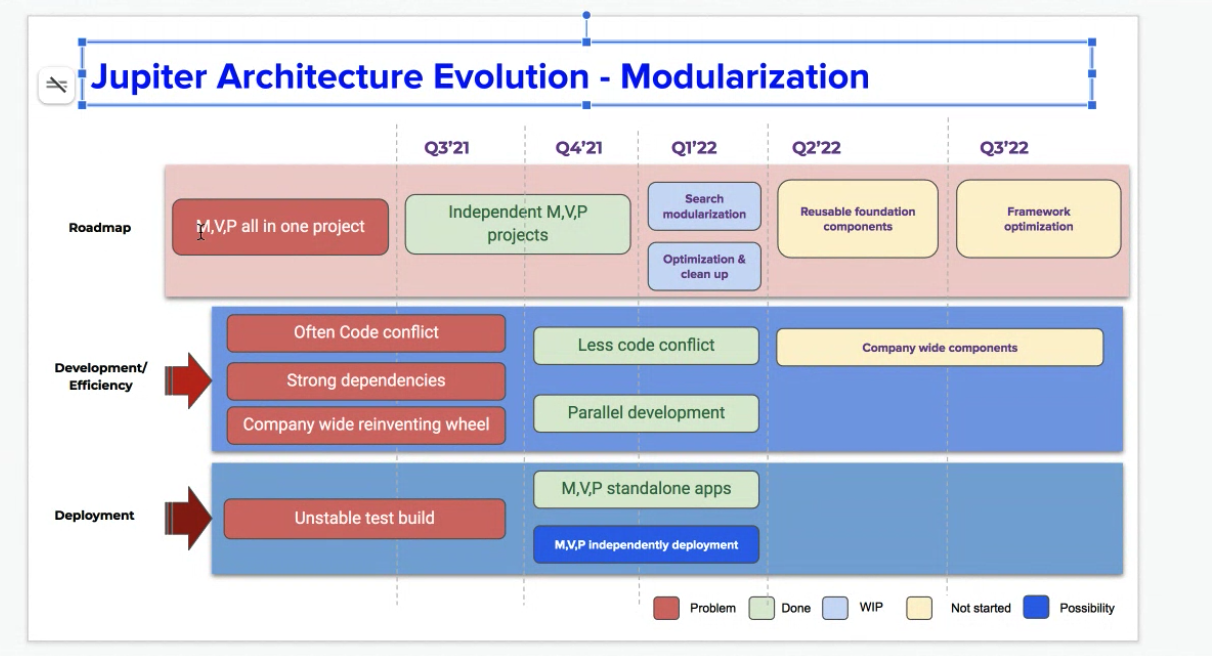 Jupiter Architecture Evolution - Modularization
Q3'21
Q4'21
Q1'22
Q2'22
Q3'22
Roadmap
M,V,P all in one project
Independent M,V,P
projects
Search
modularization
Optimization &
clean up
Reusable foundation
components
Framework
optimization
Development/
Efficiency
Often Code conflict
Strong dependencies
Company wide reinventing wheel
Less code conflict
Parallel development
Company wide components
Deployment
Unstable test build
M,V,P standalone apps
M,V,P independently deployment
Problem
Done
WIP
Not started
Possibility